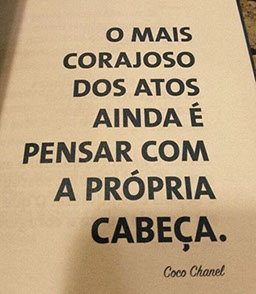 O MAIS
CORAJOSO
DOS ATOS
AINDA É
PENSAR COM
A PRÓPRIA
CABEÇA.
Coco Chanel